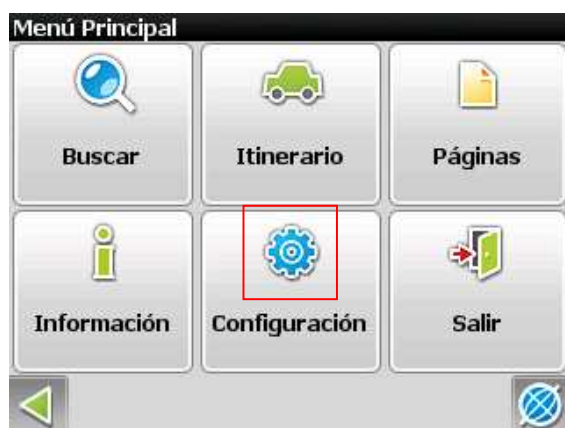 Menú Principal
Buscar
Itinerario
Páginas
Información
Configuración
Salir